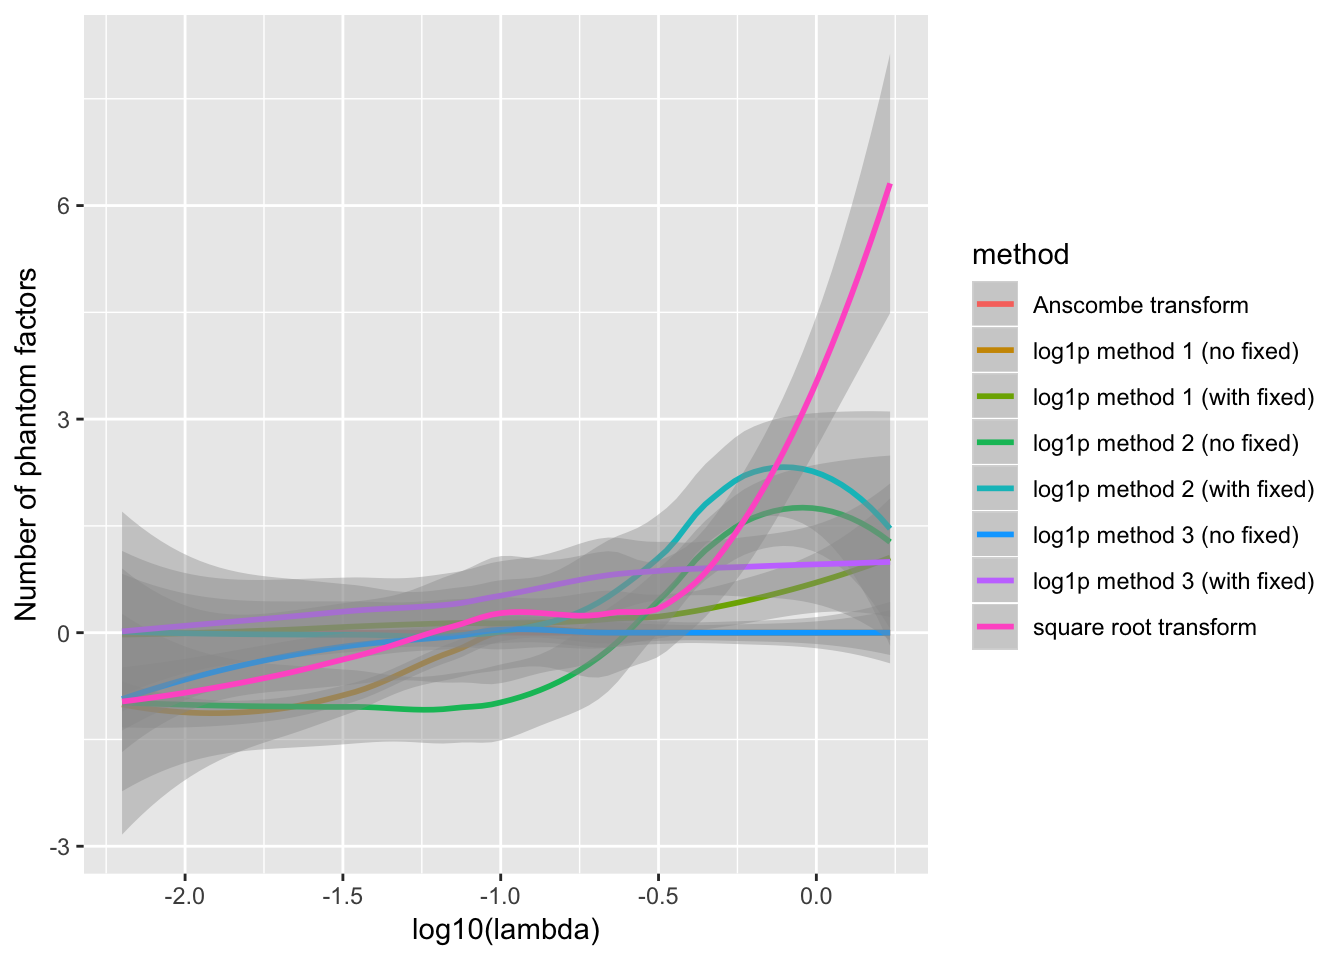 Number of phantom factors
6
3
0
-3
-2.0
-1.5
-1.0
-0.5
0.0
log10(lambda)
method
Anscombe transform
log1p method 1 (no fixed)
log1p method 1 (with fixed)
log1p method 2 (no fixed)
log1p method 2 (with fixed)
log1p method 3 (no fixed)
log1p method 3 (with fixed)
square root transform